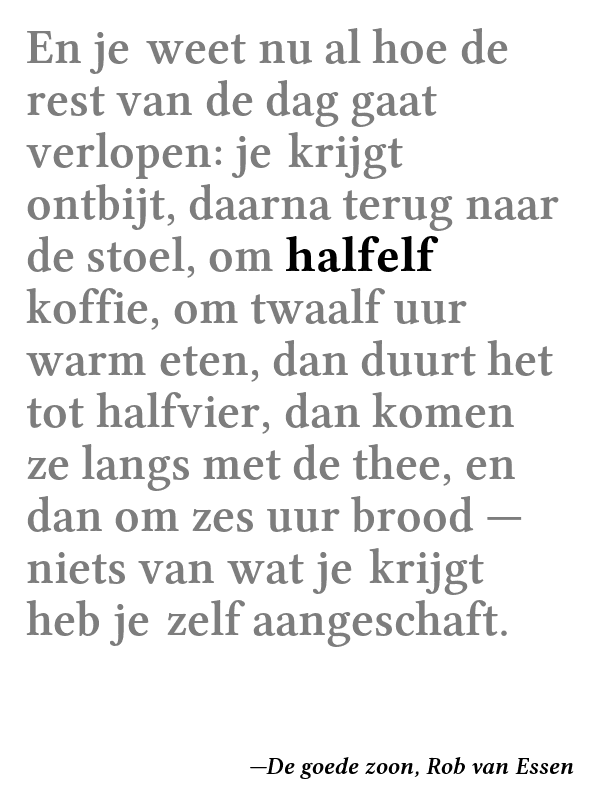 En je weet nu al hoe de
rest van de dag gaat
verlopen: je krijgt
ontbijt, daarna terug naar
de stoel, om halfelf
koffie, om twaalf uur
warm eten, dan duurt het
tot halfvier, dan komen
ze langs met de thee, en
dan om zes uur brood —
niets van wat je krijgt
heb je zelf aangeschaft.
—De goede zoon, Rob van Essen